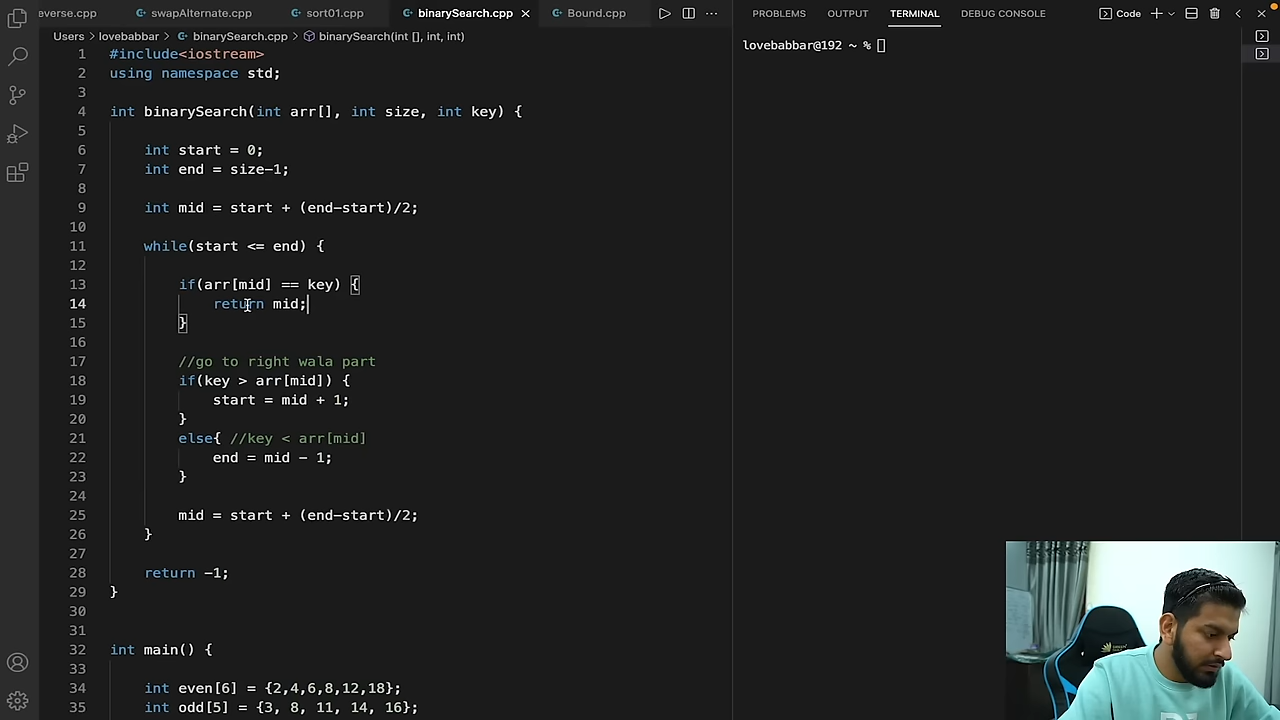 everse.cpp swapAlternate.cpp sort01.cpp binarySearch.cpp Bound.cpp
PROBLEMS OUTPUT TERMINAL DEBUG CONSOLE Code
Users > lovebabbar > binarySearch.cpp > binarySearch(int [], int, int)
lovebabbar@192 ~ %
1 #include<iostream>
2 using namespace std;
3
4 int binarySearch(int arr[], int size, int key) {
5
6 int start = 0;
7 int end = size-1;
8
9 int mid = start + (end-start)/2;
10
11 while(start <= end) {
12
13 if(arr[mid] == key) {
14 return mid;
15 }
16
17 //go to right wala part
18 if(key > arr[mid]) {
19 start = mid + 1;
20 }
21 else{ //key < arr[mid]
22 end = mid - 1;
23 }
24
25 mid = start + (end-start)/2;
26 }
27
28 return -1;
29 }
30
31
32 int main() {
33
34 int even[6] = {2,4,6,8,12,18};
35 int odd[5] = {3, 8, 11, 14, 16};